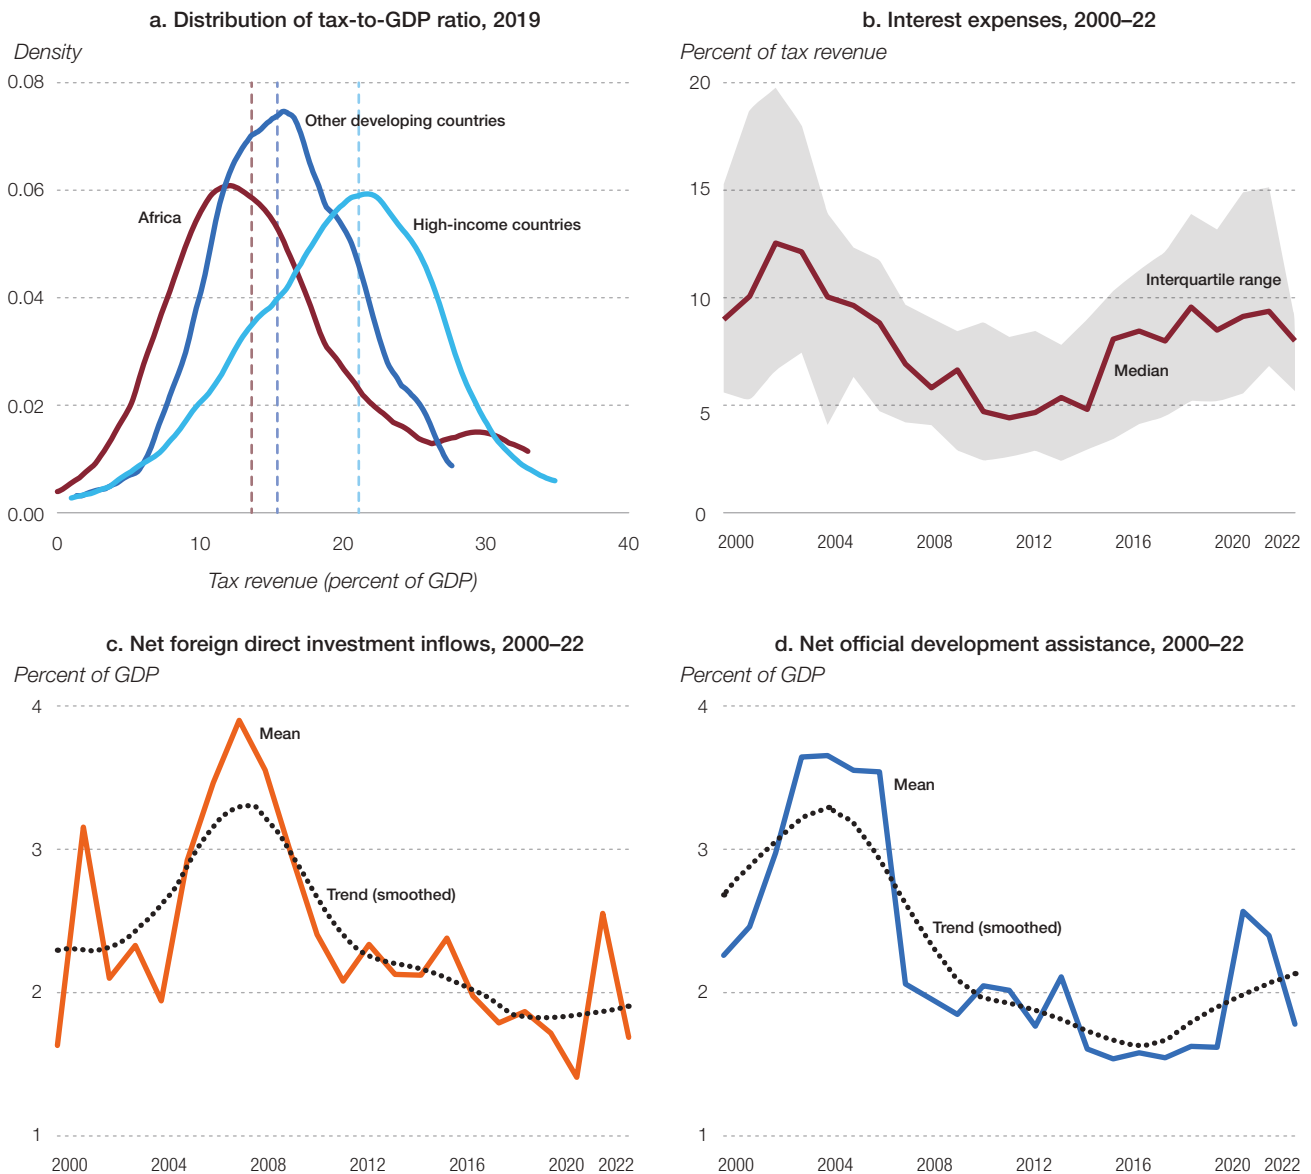 a. Distribution of tax-to-GDP ratio, 2019
Density
0.08
0.06
0.04
0.02
0.00
Other developing countries
Africa
High-income countries
0 10 20 30 40
Tax revenue (percent of GDP)
b. Interest expenses, 2000–22
Percent of tax revenue
20
15
10
5
0
Interquartile range
Median
2000 2004 2008 2012 2016 2020 2022
c. Net foreign direct investment inflows, 2000–22
Percent of GDP
4
3
2
1
Mean
Trend (smoothed)
2000 2004 2008 2012 2016 2020 2022
d. Net official development assistance, 2000–22
Percent of GDP
4
3
2
1
Mean
Trend (smoothed)
2000 2004 2008 2012 2016 2020 2022